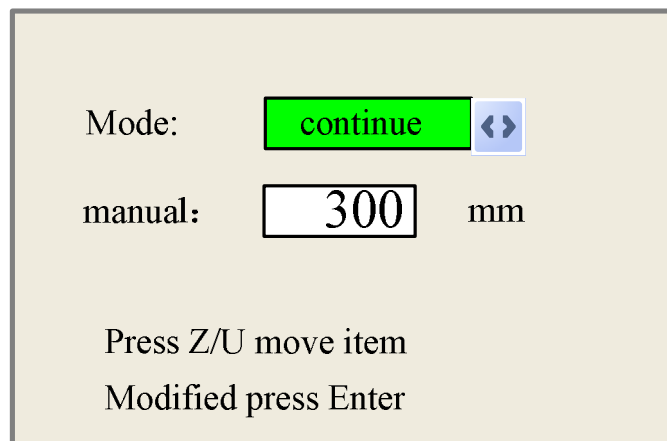 Mode: continue
manual： 300 mm
Press Z/U move item
Modified press Enter